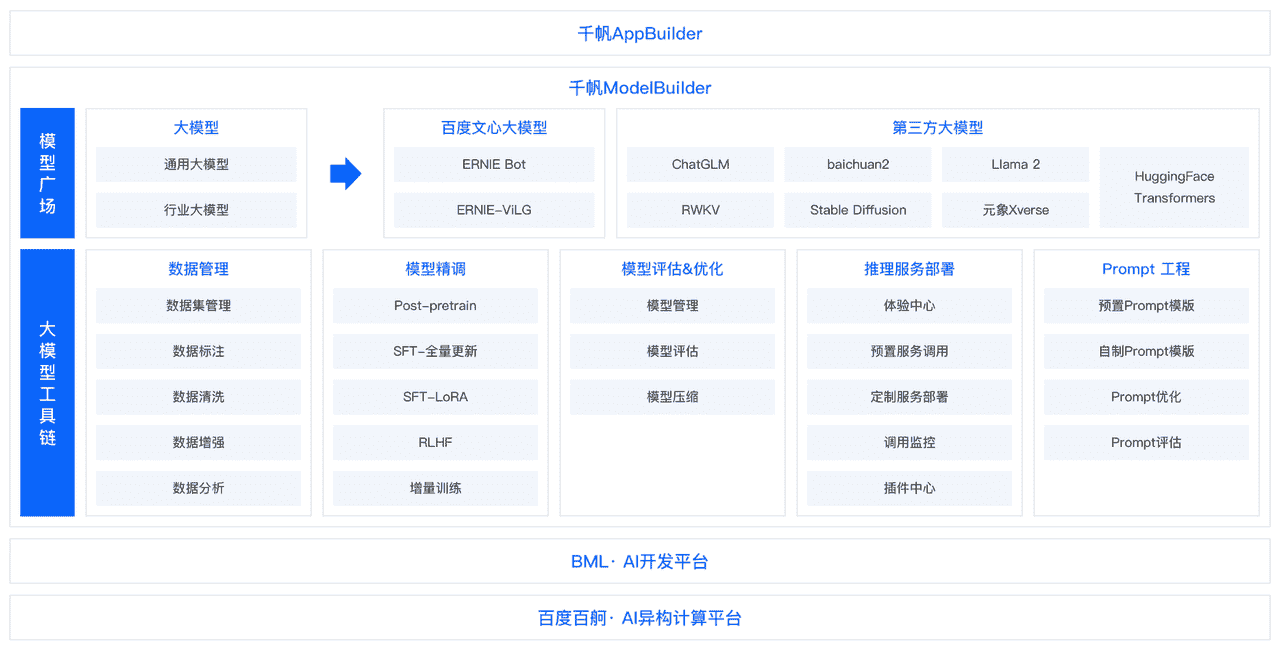 千帆AppBuilder
千帆ModelBuilder
模型广场
大模型
通用大模型
行业大模型
百度文心大模型
ERNIE Bot
ERNIE-ViLG
第三方大模型
ChatGLM
baichuan2
Llama 2
HuggingFace
Transformers
RWKV
Stable Diffusion
元象Xverse
大模型工具链
数据管理
数据集管理
数据标注
数据清洗
数据增强
数据分析
模型精调
Post-pretrain
SFT-全量更新
SFT-LoRA
RLHF
增量训练
模型评估&优化
模型管理
模型评估
模型压缩
推理服务部署
体验中心
预置服务调用
定制服务部署
调用监控
插件中心
Prompt 工程
预置Prompt模版
自制Prompt模版
Prompt优化
Prompt评估
BML· AI开发平台
百度百舸· AI异构计算平台